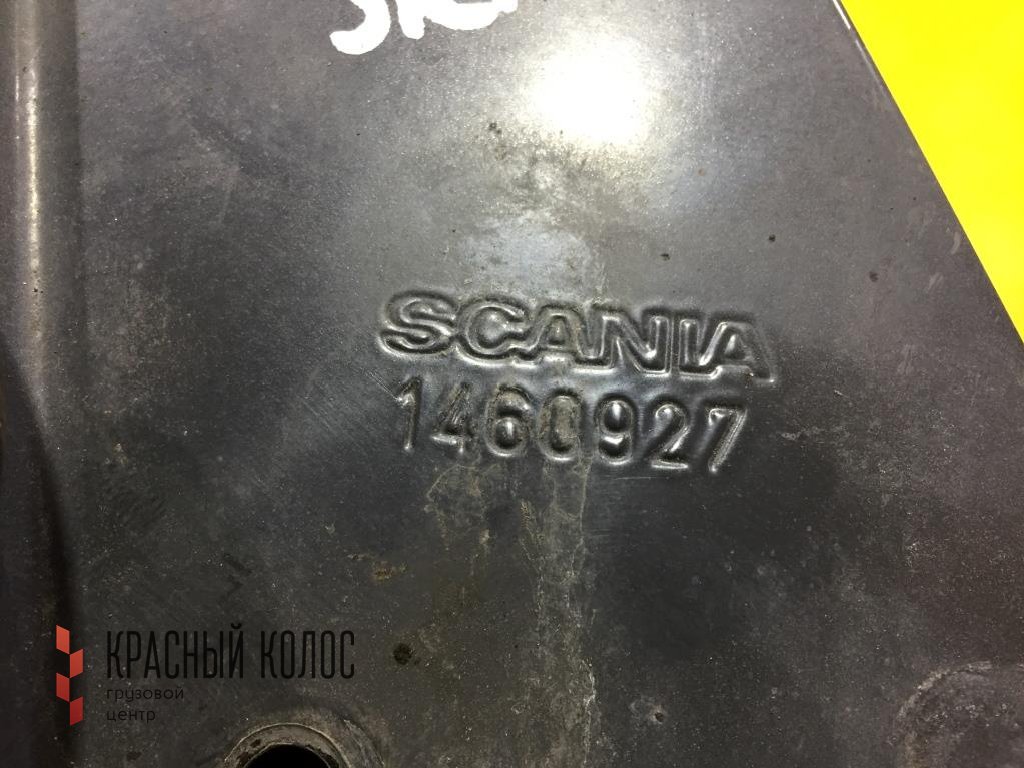 SCANIA
1460927
КРАСНЫЙ КОЛОС
грузовой
центр